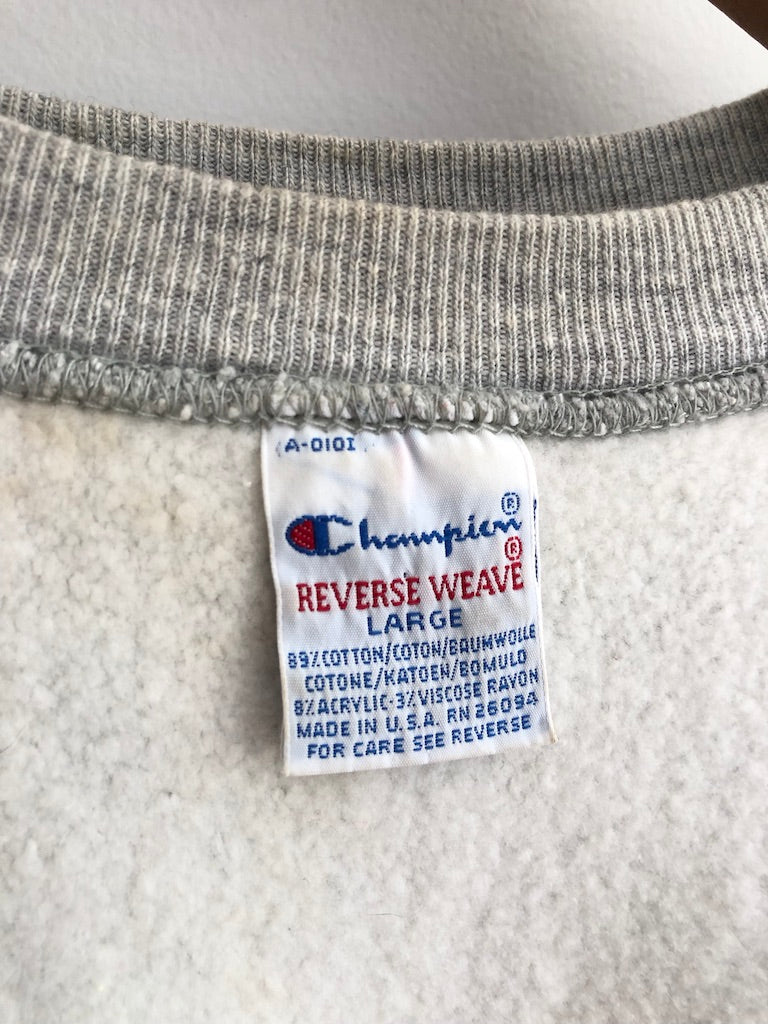 A-0101
Champion®
REVERSE WEAVE®
LARGE
89%COTTON/COTON/BAUMWOLLE
COTONE/KATOEN/BOMULD
8%ACRYLIC-3%VISCOSE RAYON
MADE IN U.S.A. RN 26094
FOR CARE SEE REVERSE